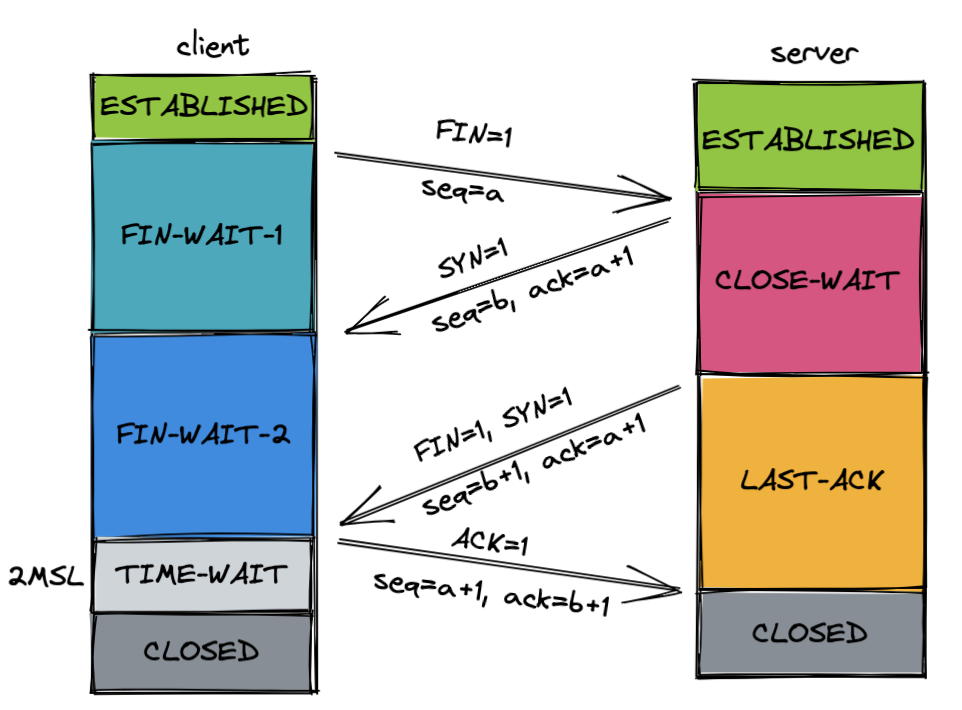 client
server
ESTABLISHED
ESTABLISHED
FIN=1
seq=a
FIN-WAIT-1
SYN=1
seq=b, ack=a+1
CLOSE-WAIT
FIN-WAIT-2
FIN=1, SYN=1
seq=b+1, ack=a+1
LAST-ACK
ACK=1
2MSL
TIME-WAIT
seq=a+1, ack=b+1
CLOSED
CLOSED